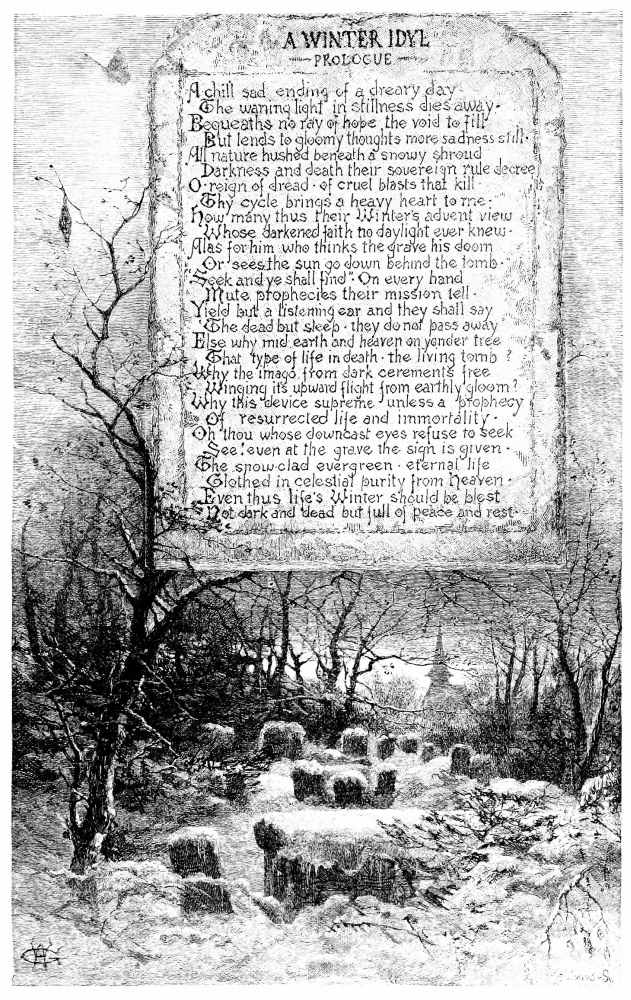 A WINTER IDYL
PROLOGUE
A chill sad ending of a dreary day·
The waning light in stillness dies away·
Bequeaths no ray of hope the void to fill
But lends to gloomy thoughts more sadness still·
All nature hushed beneath a snowy shroud
Darkness and death their sovereign rule decree
O reign of dread · of cruel blasts that kill·
Thy cycle brings a heavy heart to me·
How many thus their Winter's advent view
Whose darkened faith no daylight ever knew·
Alas for him who thinks the grave his doom
Or sees the sun go down behind the tomb·
"Seek and ye shall find". On every hand
Mute prophecies their mission tell·
Yield but a listening ear and they shall say
"The dead but sleep · they do not pass away"
Else why mid earth and heaven on yonder tree
That type of life in death · the living tomb ?
Why the imago from dark cerements free
Winging its upward flight from earthly gloom ?
Why this device supreme unless a prophecy
Of resurrected life and immortality·
Oh thou whose downcast eyes refuse to seek
See ! even at the grave the sign is given·
The snow-clad evergreen · eternal life
Clothed in celestial purity from Heaven·
Even thus life's Winter should be blest
Not dark and dead but full of peace and rest·